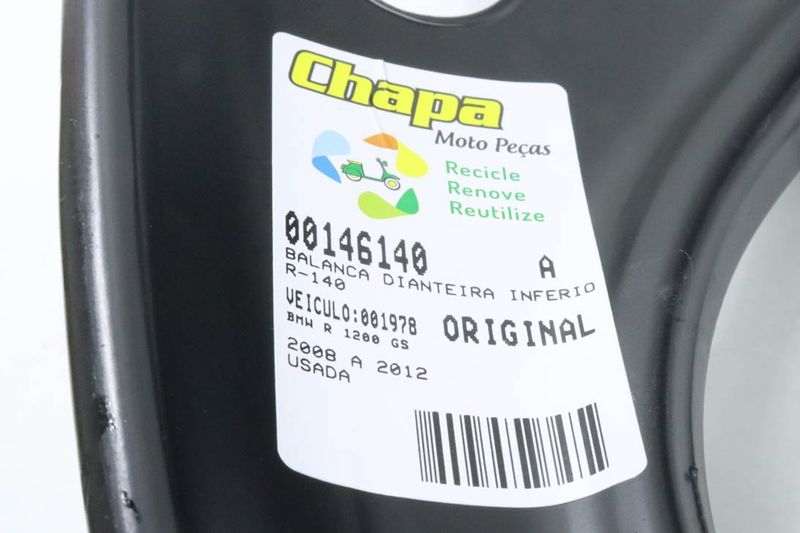 Chapa
Moto Peças
Recicle
Renove
Reutilize
00146140 A
BALANCA DIANTEIRA INFERIO
R-140
VEICULO:001978 ORIGINAL
BMW R 1200 GS
2008 A 2012
USADA